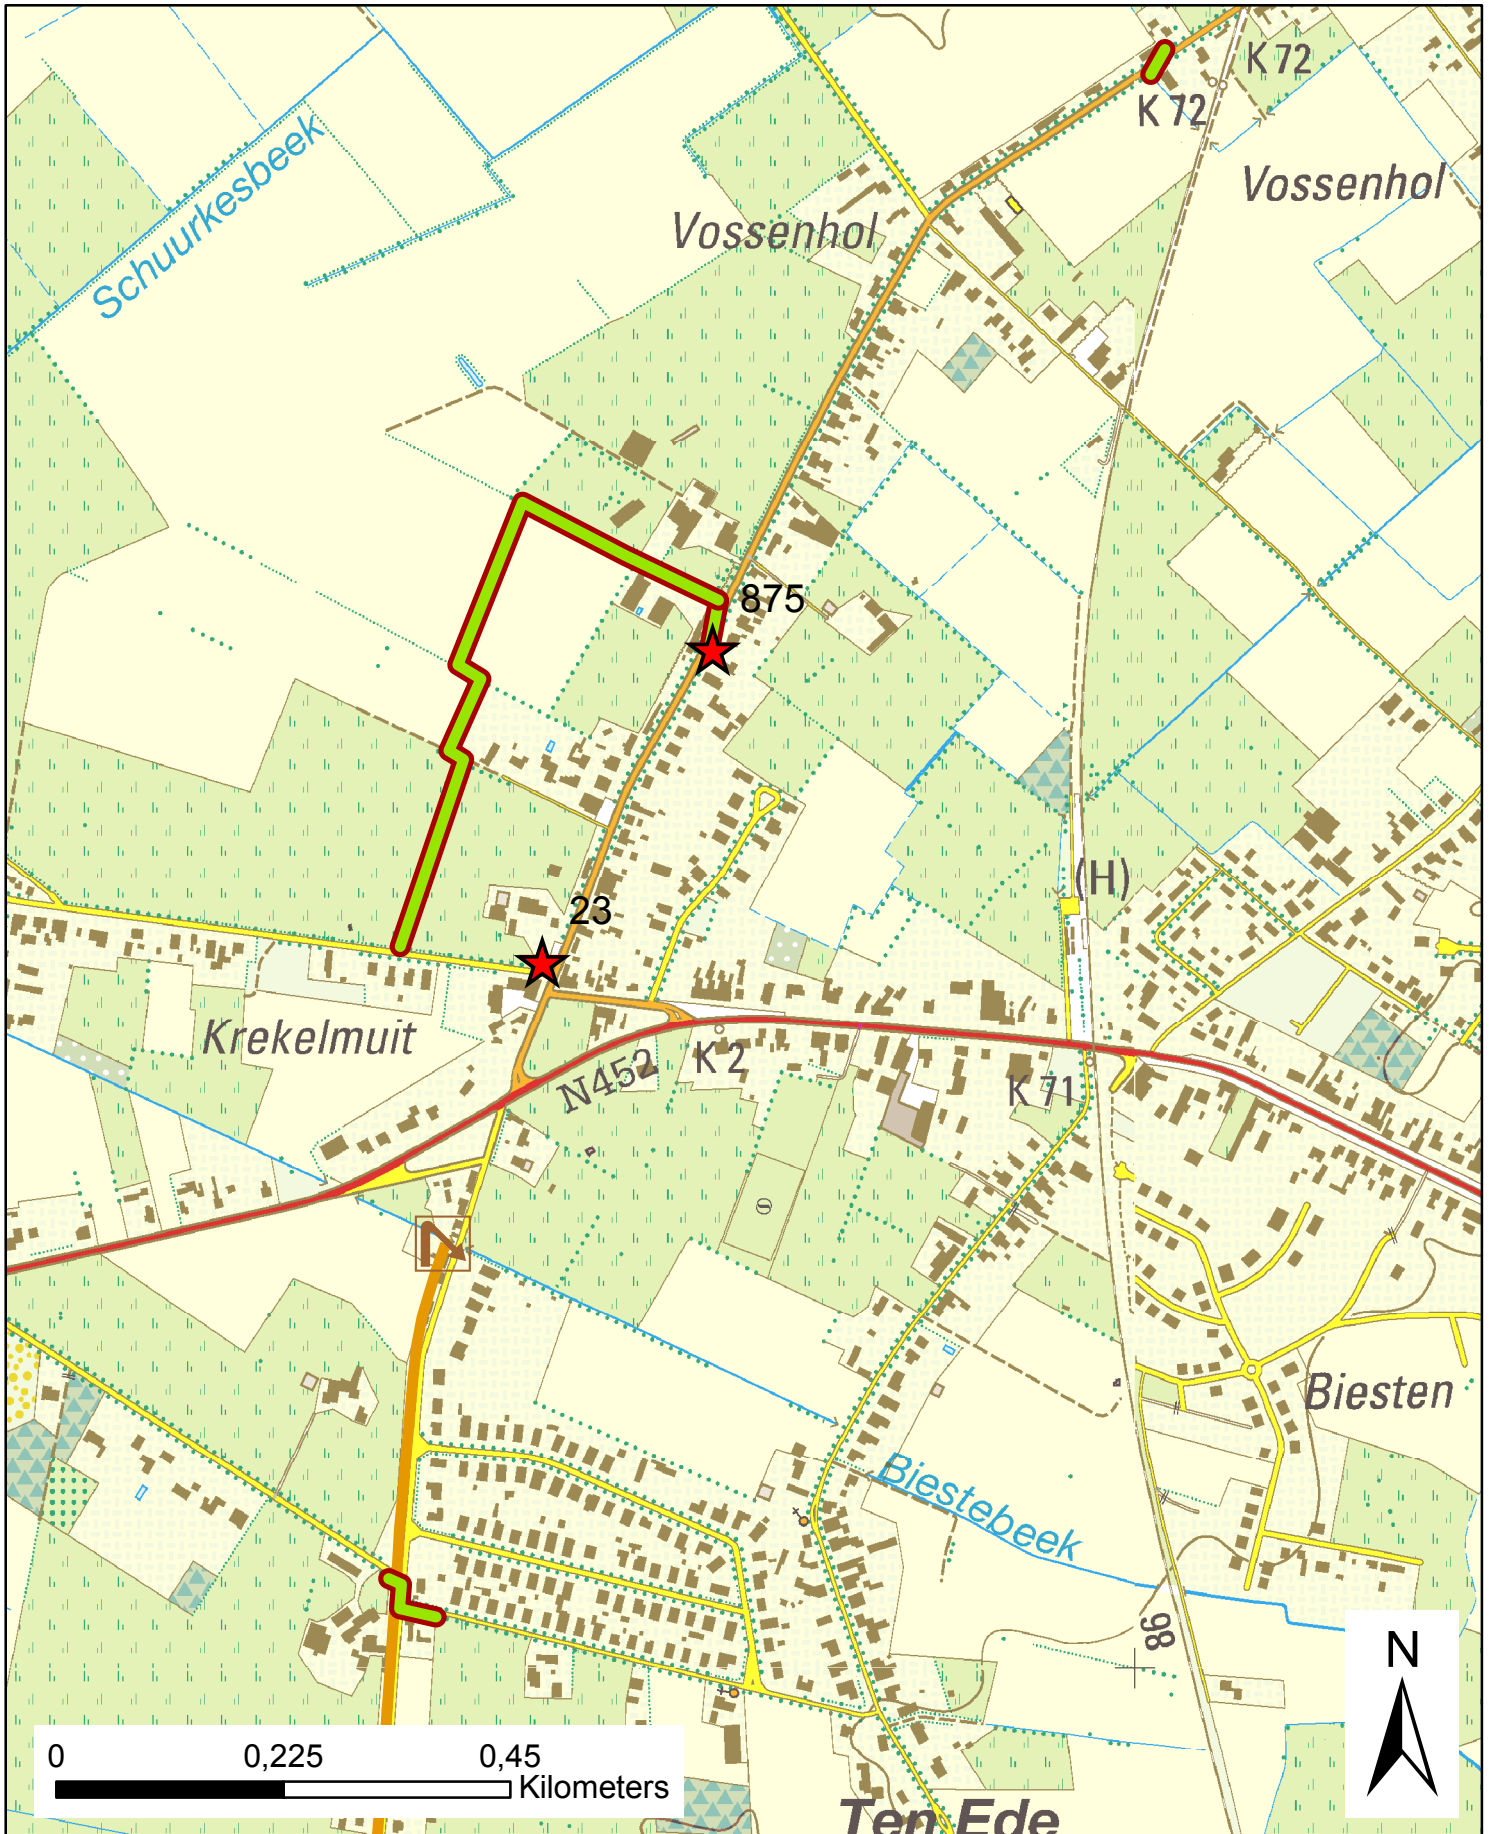 K 72
K 72
Schuurkesbeek
Vossenhol
Vossenhol
875
(H)
23
Krekelmuit
K 2
N452
K 71
Biesten
Biestebeek
98
N
0 0,225 0,45
Kilometers
Ten Ede